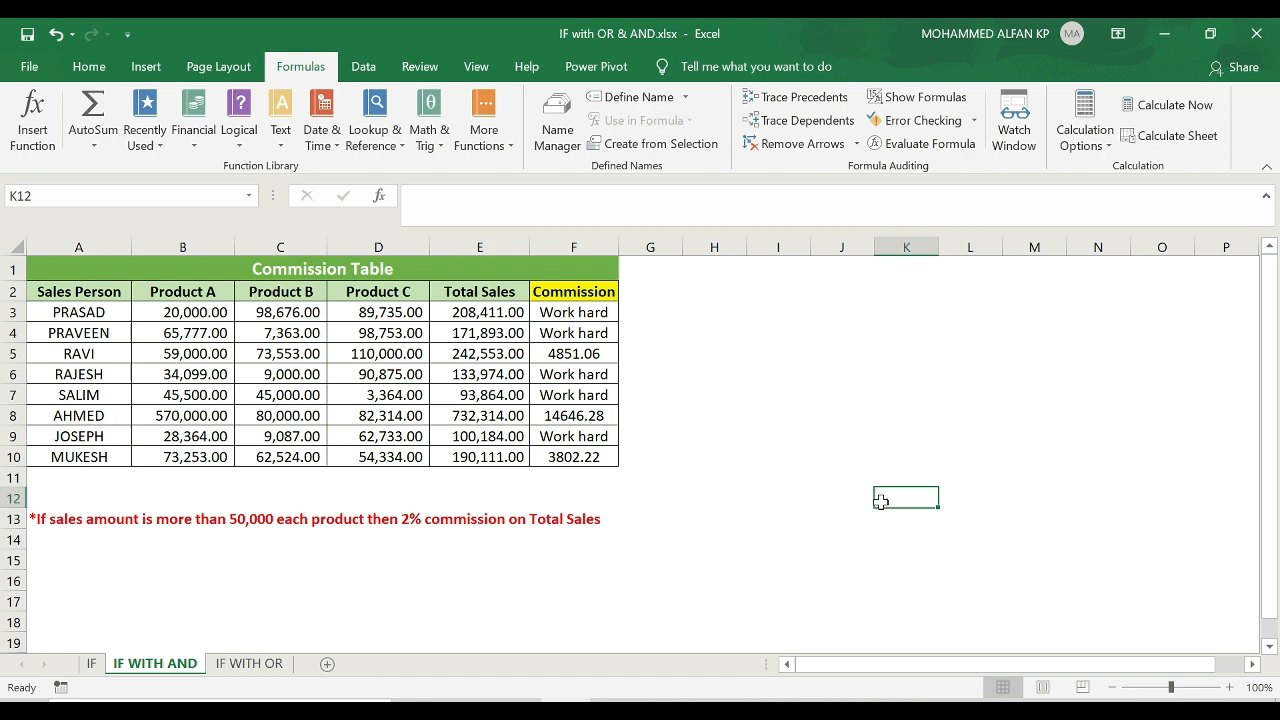 IF with OR & AND.xlsx - Excel
MOHAMMED ALFAN KP MA
File Home Insert Page Layout Formulas Data Review View Help Power Pivot Tell me what you want to do Share
Insert Function
AutoSum
Recently Used
Financial
Logical
Text
Date & Time
Lookup & Reference
Math & Trig
More Functions
Function Library
Name Manager
Define Name
Use in Formula
Create from Selection
Defined Names
Trace Precedents
Trace Dependents
Remove Arrows
Show Formulas
Error Checking
Evaluate Formula
Watch Window
Formula Auditing
Calculation Options
Calculate Now
Calculate Sheet
Calculation
K12 fx
A B C D E F G H I J K L M N O P
1 Commission Table
2 Sales Person Product A Product B Product C Total Sales Commission
3 PRASAD 20,000.00 98,676.00 89,735.00 208,411.00 Work hard
4 PRAVEEN 65,777.00 7,363.00 98,753.00 171,893.00 Work hard
5 RAVI 59,000.00 73,553.00 110,000.00 242,553.00 4851.06
6 RAJESH 34,099.00 9,000.00 90,875.00 133,974.00 Work hard
7 SALIM 45,500.00 45,000.00 3,364.00 93,864.00 Work hard
8 AHMED 570,000.00 80,000.00 82,314.00 732,314.00 14646.28
9 JOSEPH 28,364.00 9,087.00 62,733.00 100,184.00 Work hard
10 MUKESH 73,253.00 62,524.00 54,334.00 190,111.00 3802.22
11
12
13 *If sales amount is more than 50,000 each product then 2% commission on Total Sales
14
15
16
17
18
19
IF IF WITH AND IF WITH OR
Ready 100%